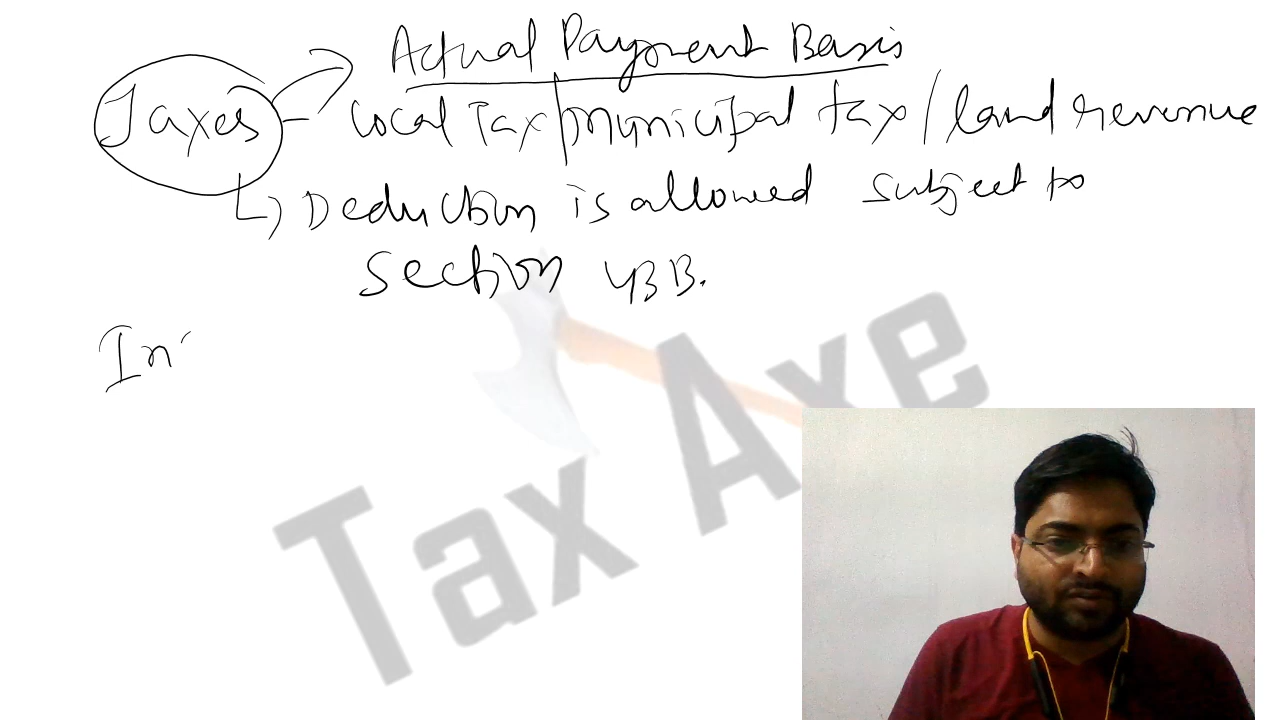 Actual Payment Basis
Taxes - Local Tax/Municipal tax/land revenue
Deduction is allowed subject to
Section 43B.
In
Tax Axe